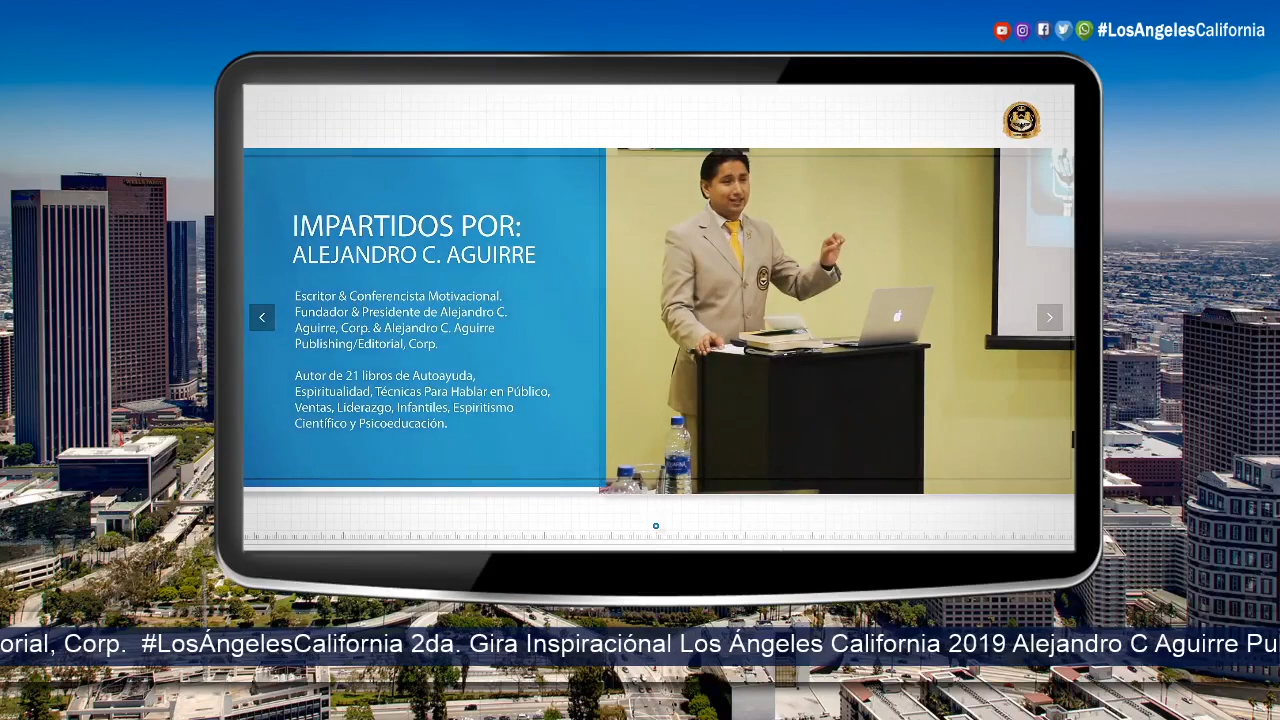 #LosAngelesCalifornia
WELLS FARGO
IMPARTIDOS POR:
ALEJANDRO C. AGUIRRE
Escritor & Conferencista Motivacional.
Fundador & Presidente de Alejandro C.
Aguirre, Corp. & Alejandro C. Aguirre
Publishing/Editorial, Corp.
Autor de 21 libros de Autoayuda,
Espiritualidad, Técnicas Para Hablar en Público,
Ventas, Liderazgo, Infantiles, Espiritismo
Científico y Psicoeducación.
orial, Corp. #LosÁngelesCalifornia 2da. Gira Inspiraciónal Los Ángeles California 2019 Alejandro C Aguirre Pu